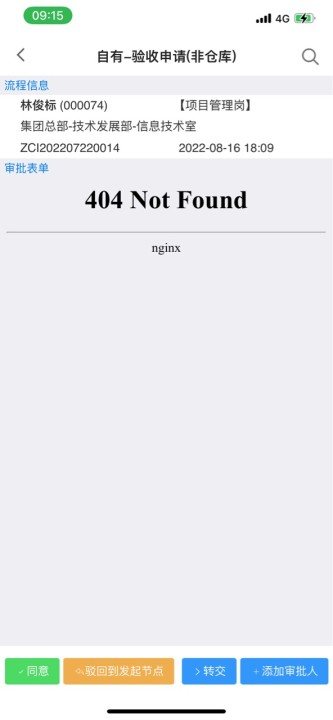 09:15
4G
自有-验收申请(非仓库)
流程信息
林俊标 (000074) 【项目管理岗】
集团总部-技术发展部-信息技术室
ZCI202207220014 2022-08-16 18:09
审批表单
404 Not Found
nginx
同意 驳回到发起节点 转交 添加审批人